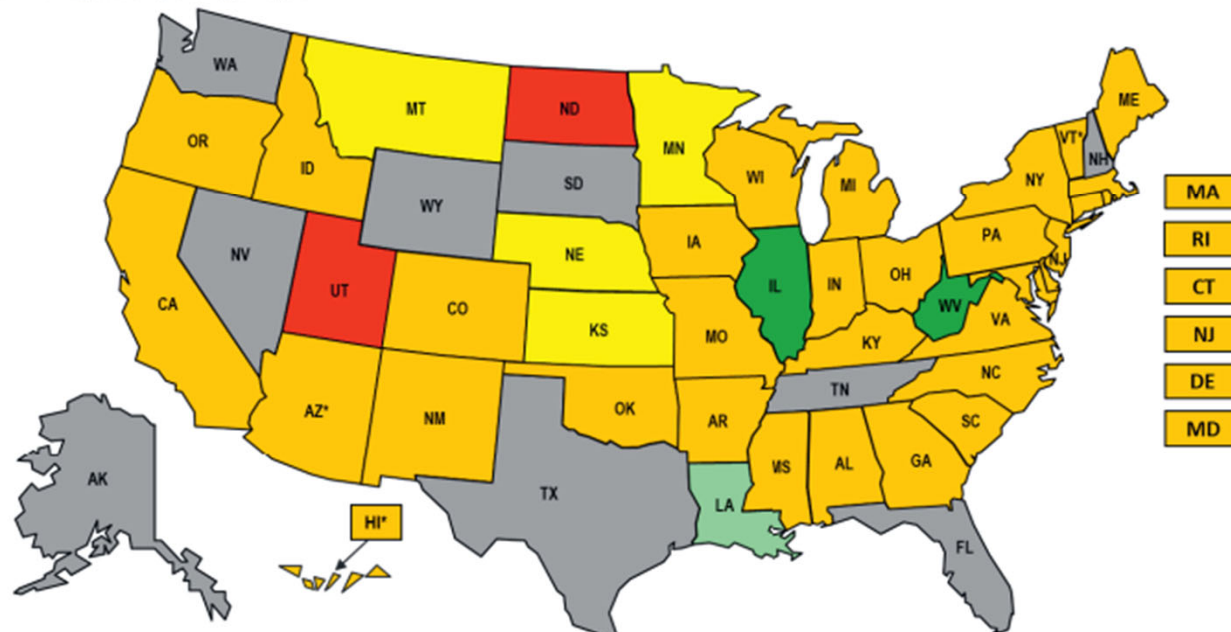 WA
MT
ND
ME
OR
MN
VT*
ID
NH
SD
WI
NY
MI
WY
MA
IA
PA
RI
NE
NJ
NV
OH
IL
IN
UT
CT
CO
WV
CA
VA
KS
MO
NJ
KY
NC
DE
TN
AZ*
OK
AR
SC
NM
MD
MS
AL
GA
AK
TX
LA
HI*
FL